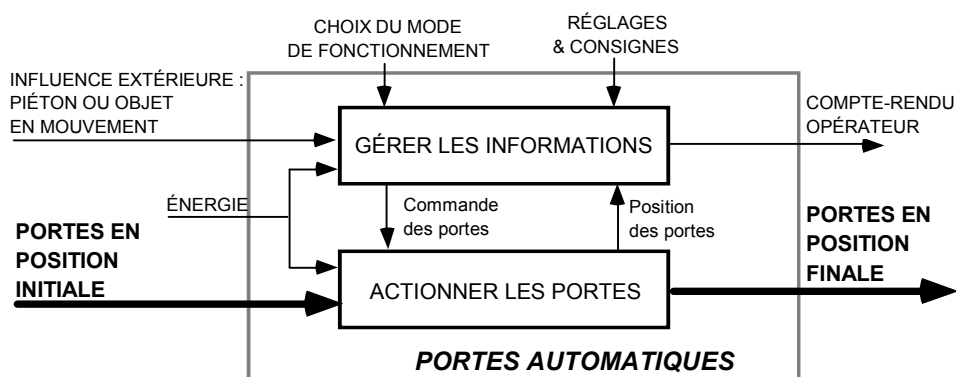 CHOIX DU MODE
DE FONCTIONNEMENT
RÉGLAGES
& CONSIGNES
INFLUENCE EXTÉRIEURE :
PIÉTON OU OBJET
EN MOUVEMENT
GÉRER LES INFORMATIONS
COMPTE-RENDU
OPÉRATEUR
ÉNERGIE
Commande
des portes
Position
des portes
PORTES EN
POSITION
INITIALE
ACTIONNER LES PORTES
PORTES EN
POSITION
FINALE
PORTES AUTOMATIQUES